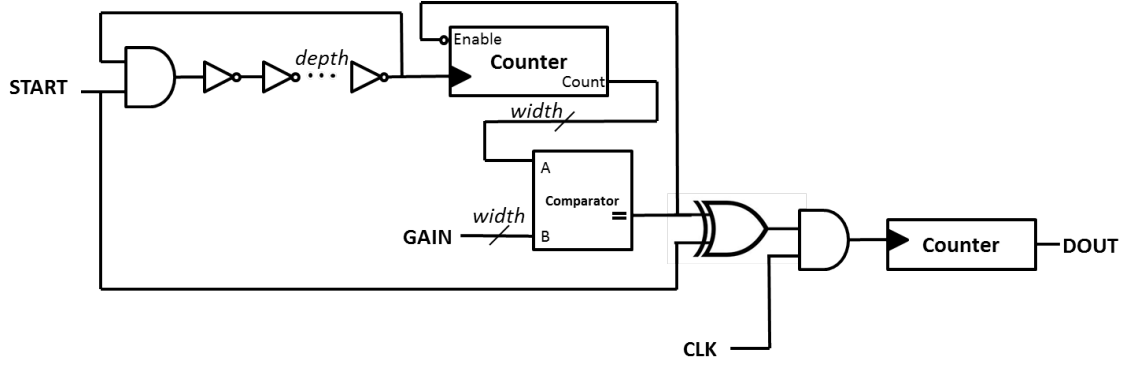 START
depth
Enable
Counter
Count
width
A
Comparator
=
width
GAIN
B
Counter
DOUT
CLK